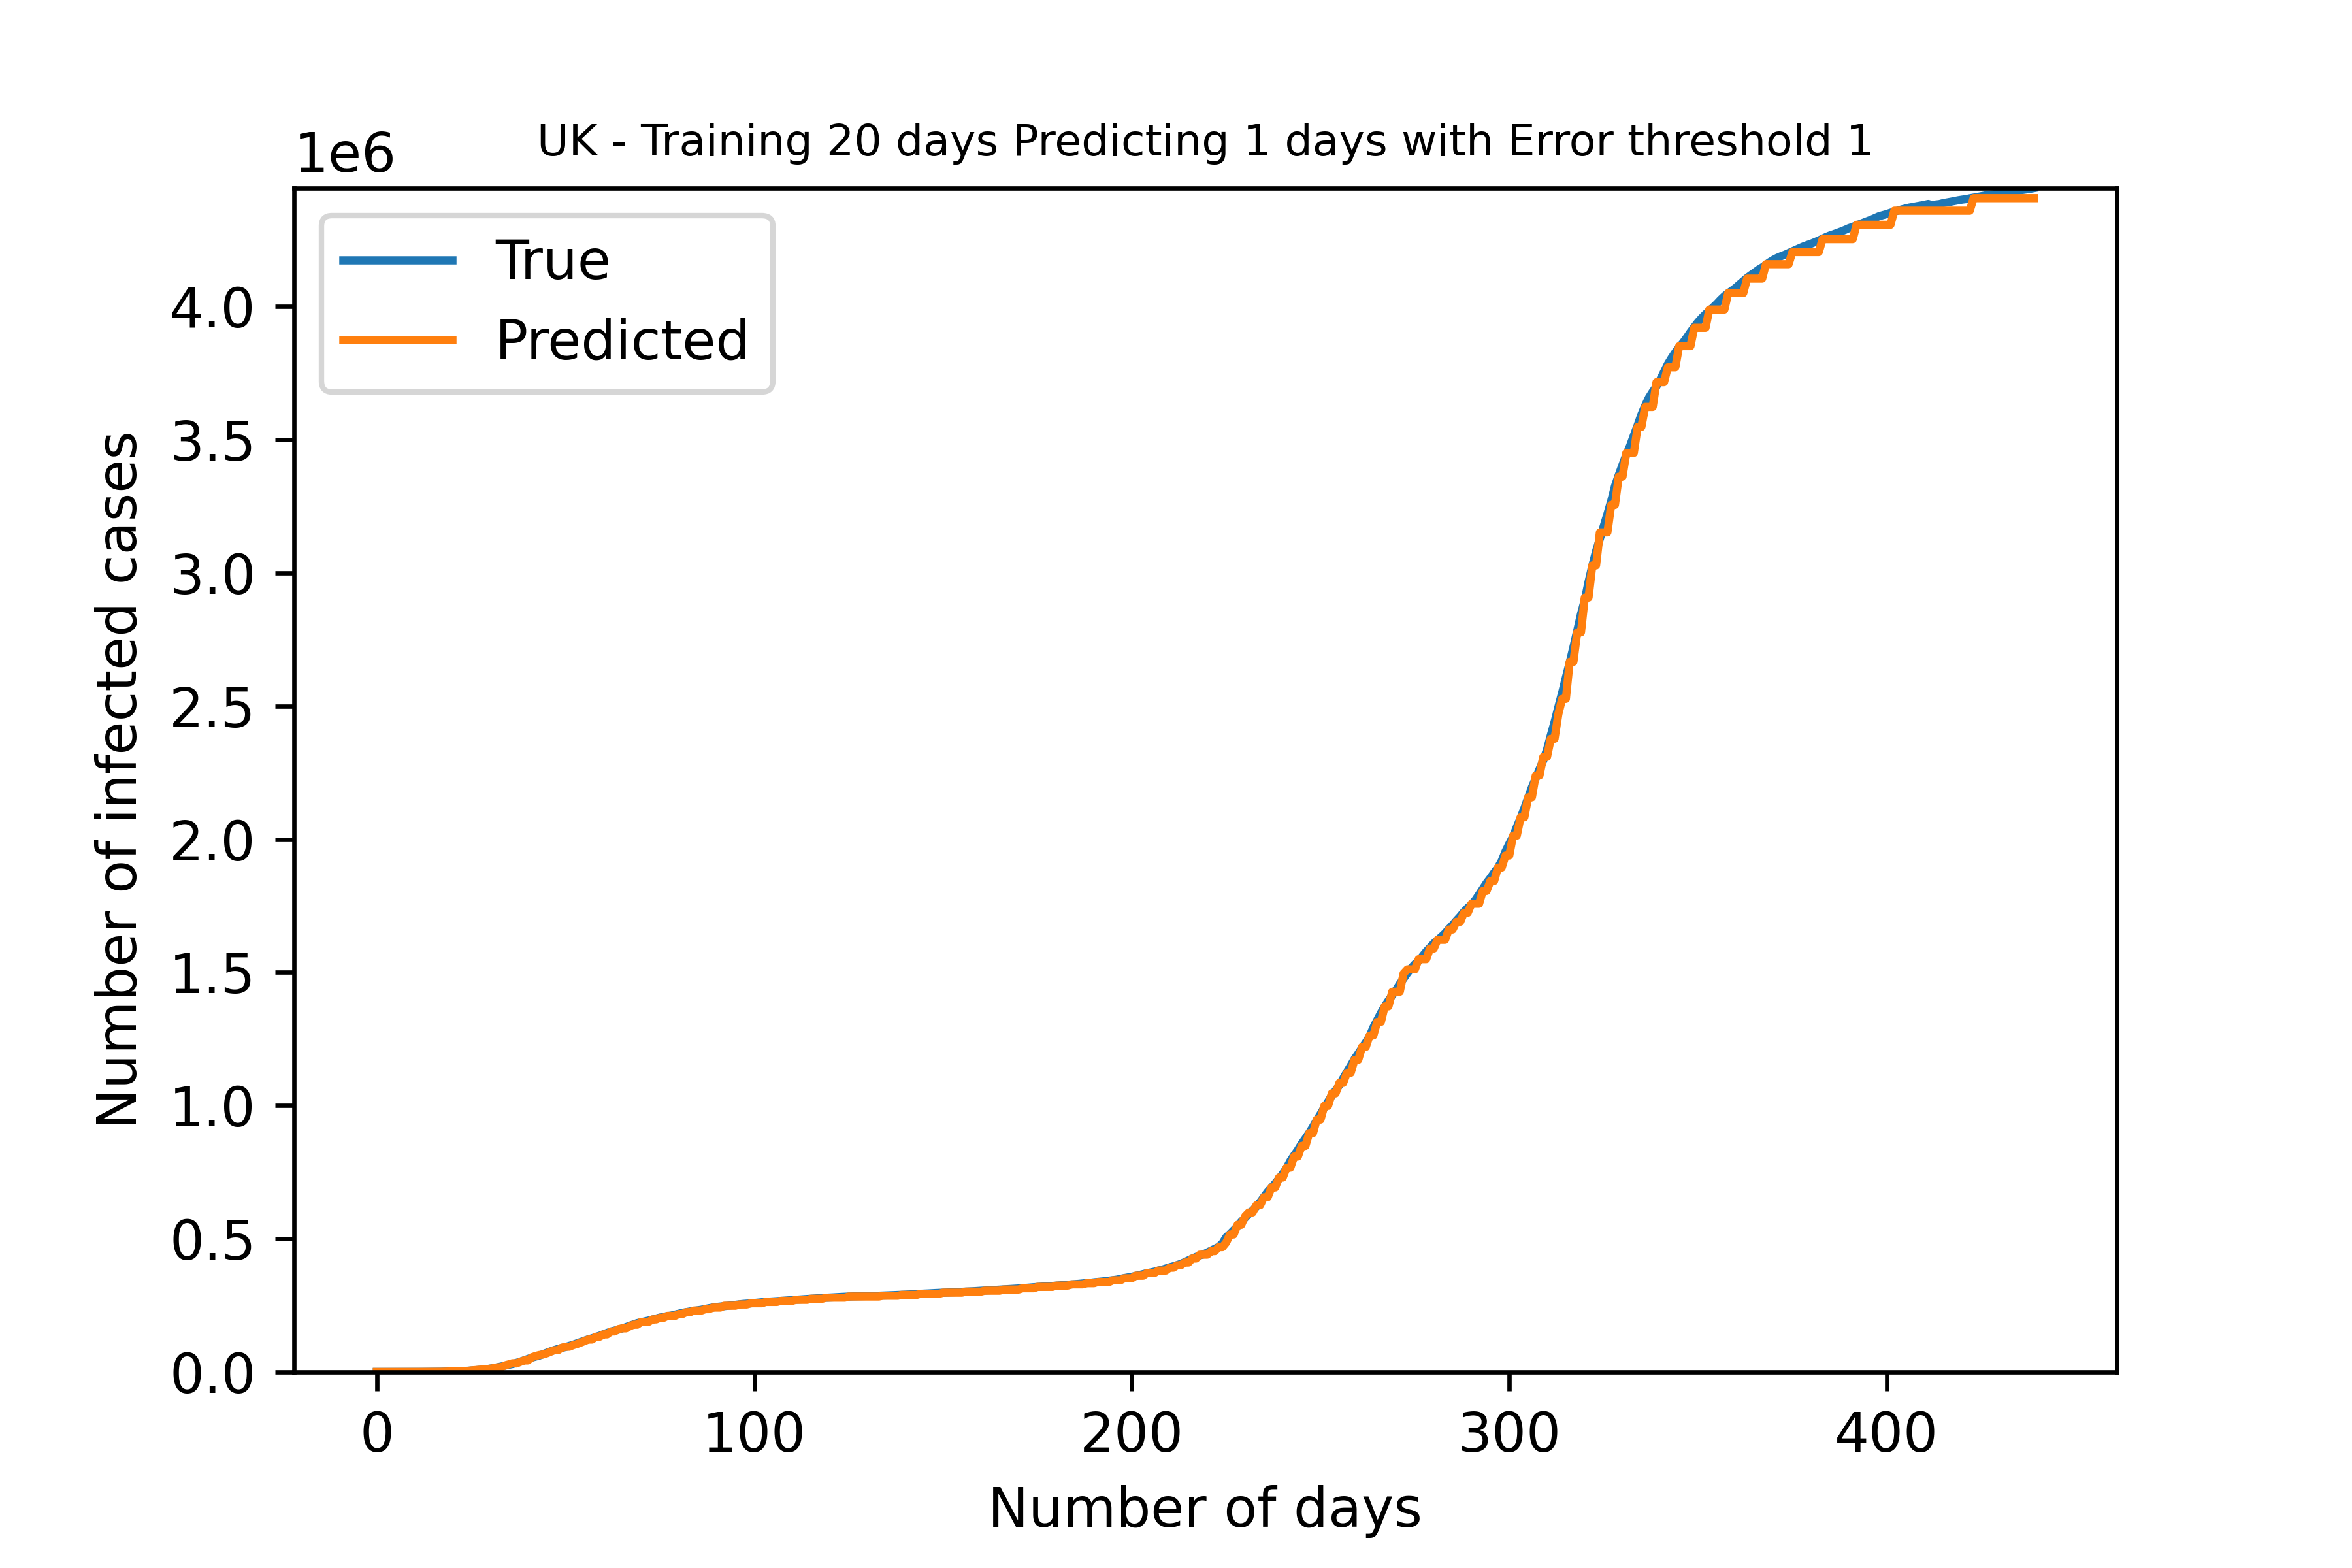 UK - Training 20 days Predicting 1 days with Error threshold 1
1e6
True
Predicted
4.0
3.5
3.0
2.5
2.0
1.5
1.0
0.5
0.0
Number of infected cases
0 100 200 300 400
Number of days